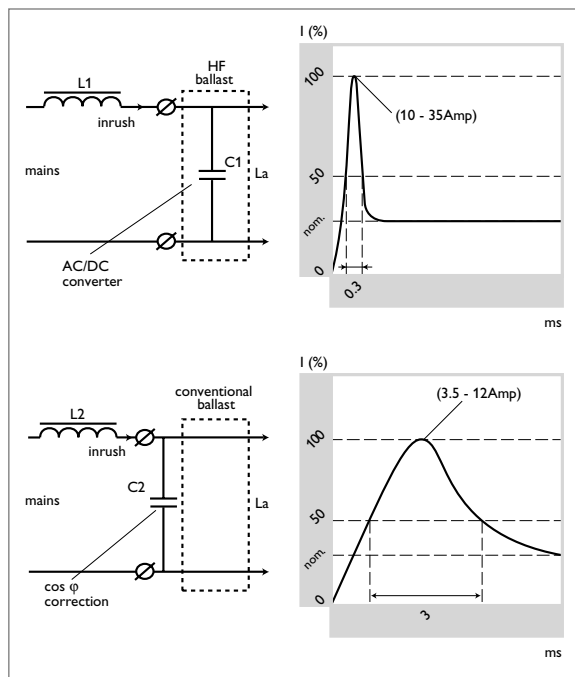 HF
ballast
L1
inrush
C1
mains
La
AC/DC
converter
I (%)
100
(10 - 35Amp)
50
nom.
0
0.3
ms
conventional
ballast
L2
inrush
C2
mains
La
cos φ
correction
I (%)
(3.5 - 12Amp)
100
50
nom.
0
3
ms